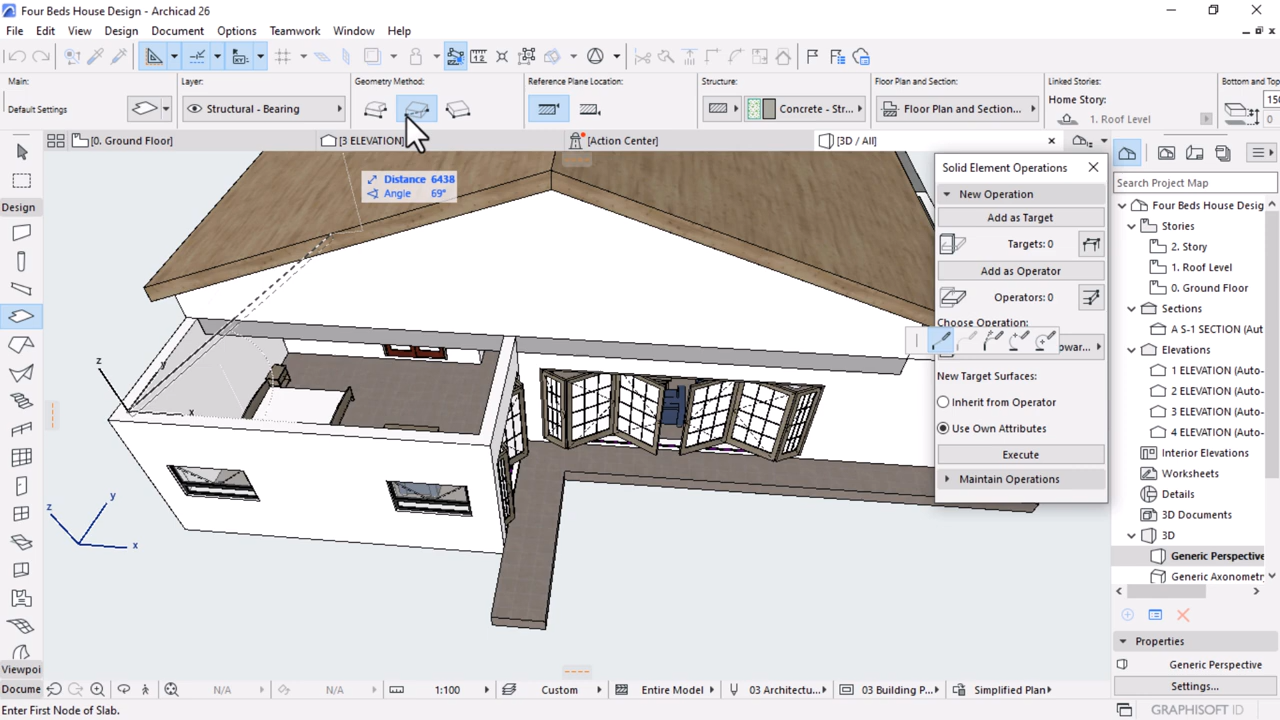 Four Beds House Design - Archicad 26
File Edit View Design Document Options Teamwork Window Help
Main: Layer: Geometry Method: Reference Plane Location: Structure: Floor Plan and Section: Linked Stories: Bottom and Top
Default Settings Structural - Bearing Concrete - Str... Floor Plan and Section... Home Story: 150
1. Roof Level 0
[0. Ground Floor] [3 ELEVATION] [Action Center] [3D / All]
Design
Distance 6438
Angle 69°
Solid Element Operations
New Operation
Add as Target
Targets: 0
Add as Operator
Operators: 0
Choose Operation:
New Target Surfaces:
Inherit from Operator
Use Own Attributes
Execute
Maintain Operations
z
y
x
z
y
x
Search Project Map
Four Beds House Desig
Stories
2. Story
1. Roof Level
0. Ground Floor
Sections
A S-1 SECTION (Aut
Elevations
1 ELEVATION (Auto-
2 ELEVATION (Auto-
3 ELEVATION (Auto-
4 ELEVATION (Auto-
Interior Elevations
Worksheets
Details
3D Documents
3D
Generic Perspective
Generic Axonometr
Properties
Generic Perspective
Settings...
Viewpoi
Docume N/A N/A 1:100 Custom Entire Model 03 Architectu... 03 Building P... Simplified Plan
Enter First Node of Slab. GRAPHISOFT ID